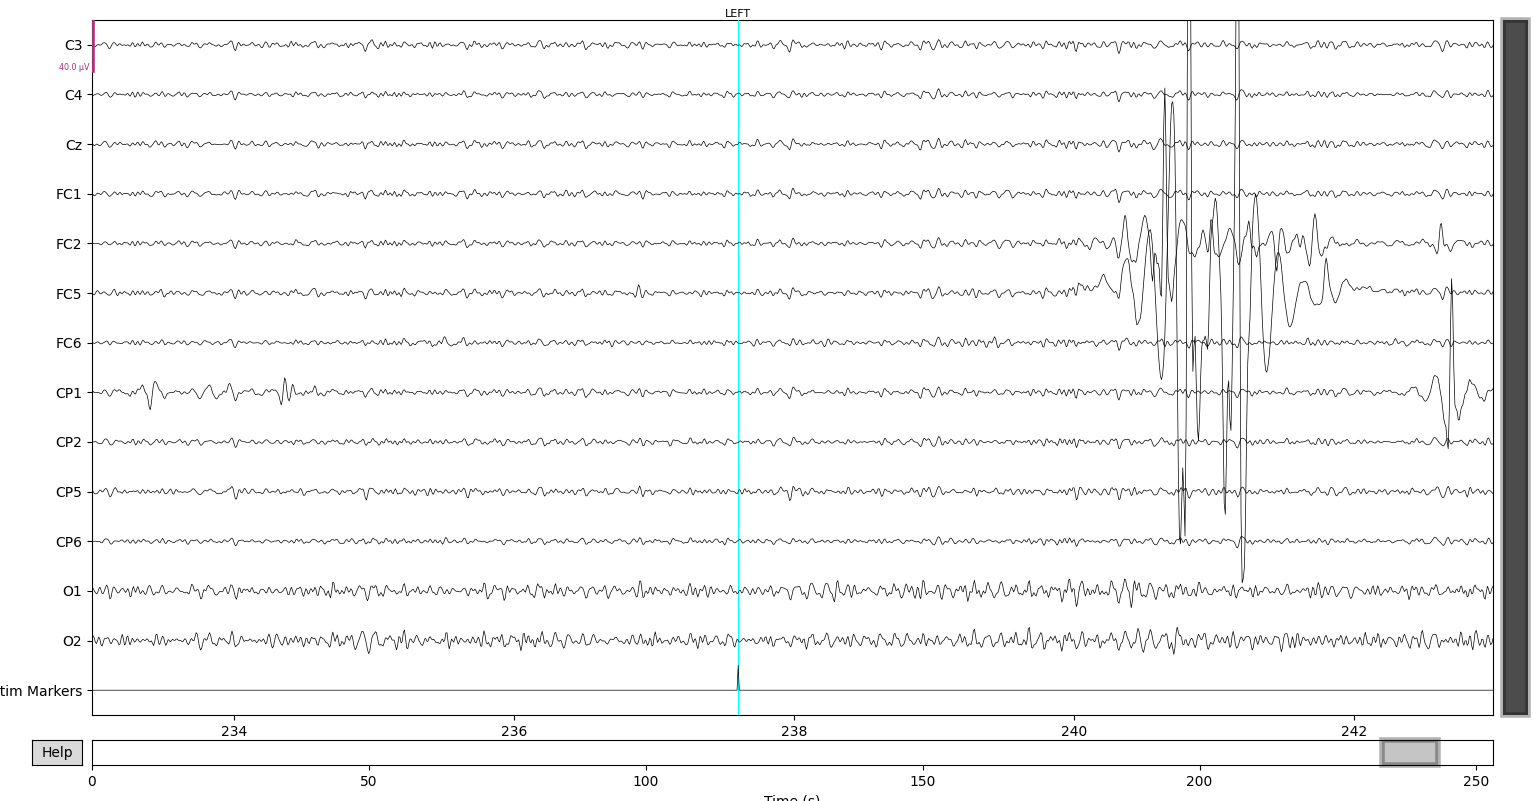 LEFT
C3
40.0 µV
C4
Cz
FC1
FC2
FC5
FC6
CP1
CP2
CP5
CP6
O1
O2
tim Markers
234 236 238 240 242
Help
0 50 100 150 200 250
Time (s)